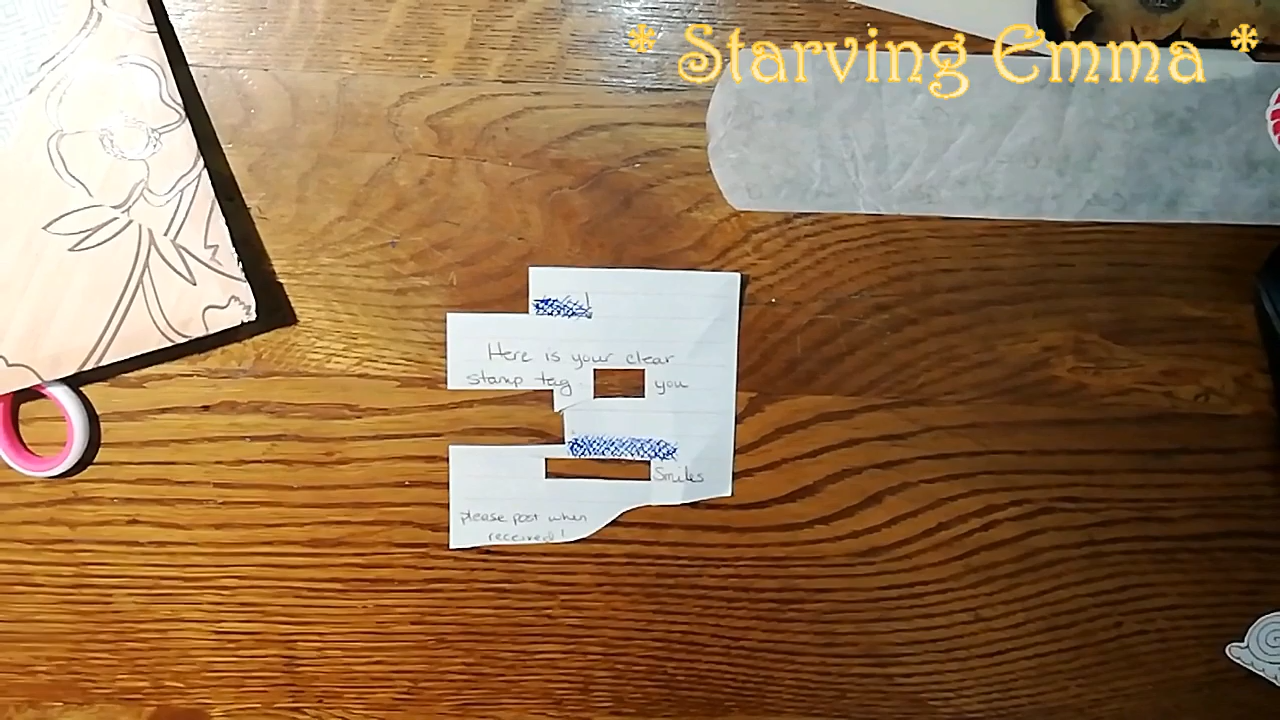 * Starving Emma *
Here is your clear
stamp tag you
Smiles
please post when
received!